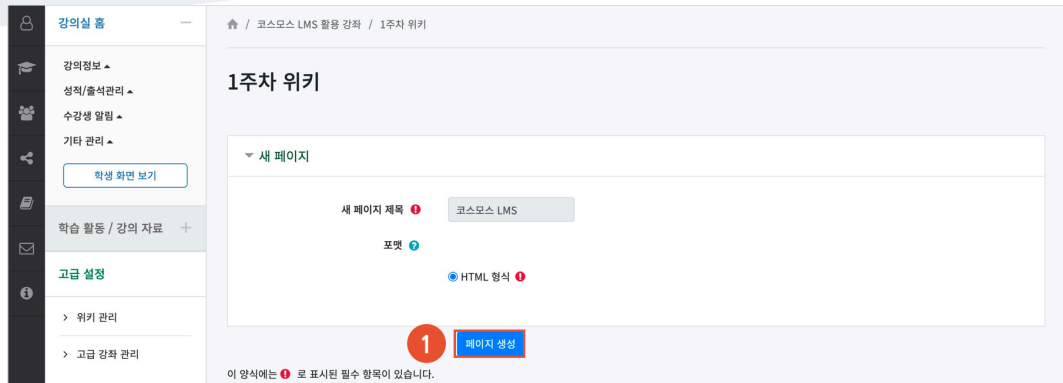 강의실 홈
강의정보
성적/출석관리
수강생 알림
기타 관리
학생 화면 보기
학습 활동 / 강의 자료
고급 설정
위키 관리
고급 강좌 관리
/ 코스모스 LMS 활용 강좌 / 1주차 위키
1주차 위키
새 페이지
새 페이지 제목
코스모스 LMS
포맷
HTML 형식
1
페이지 생성
이 양식에는 로 표시된 필수 항목이 있습니다.